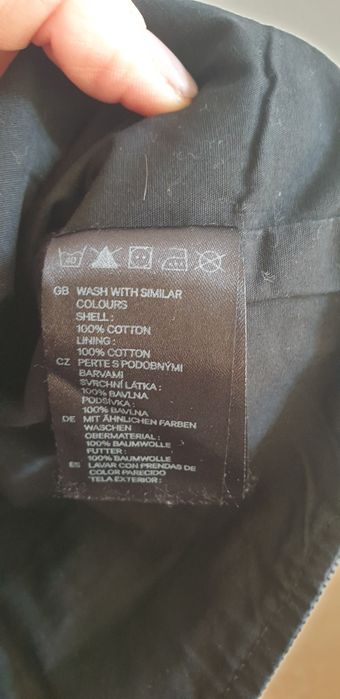 40
GB WASH WITH SIMILAR
COLOURS
SHELL :
100% COTTON
LINING :
100% COTTON
CZ PERTE S PODOBNÝMI
BARVAMI
SVRCHNÍ LÁTKA :
100% BAVLNA
PODŠÍVKA :
100% BAVLNA
DE MIT ÄHNLICHEN FARBEN
WASCHEN
OBERMATERIAL :
100% BAUMWOLLE
FUTTER :
100% BAUMWOLLE
ES LAVAR CON PRENDAS DE
COLOR PARECIDO
TELA EXTERIOR :